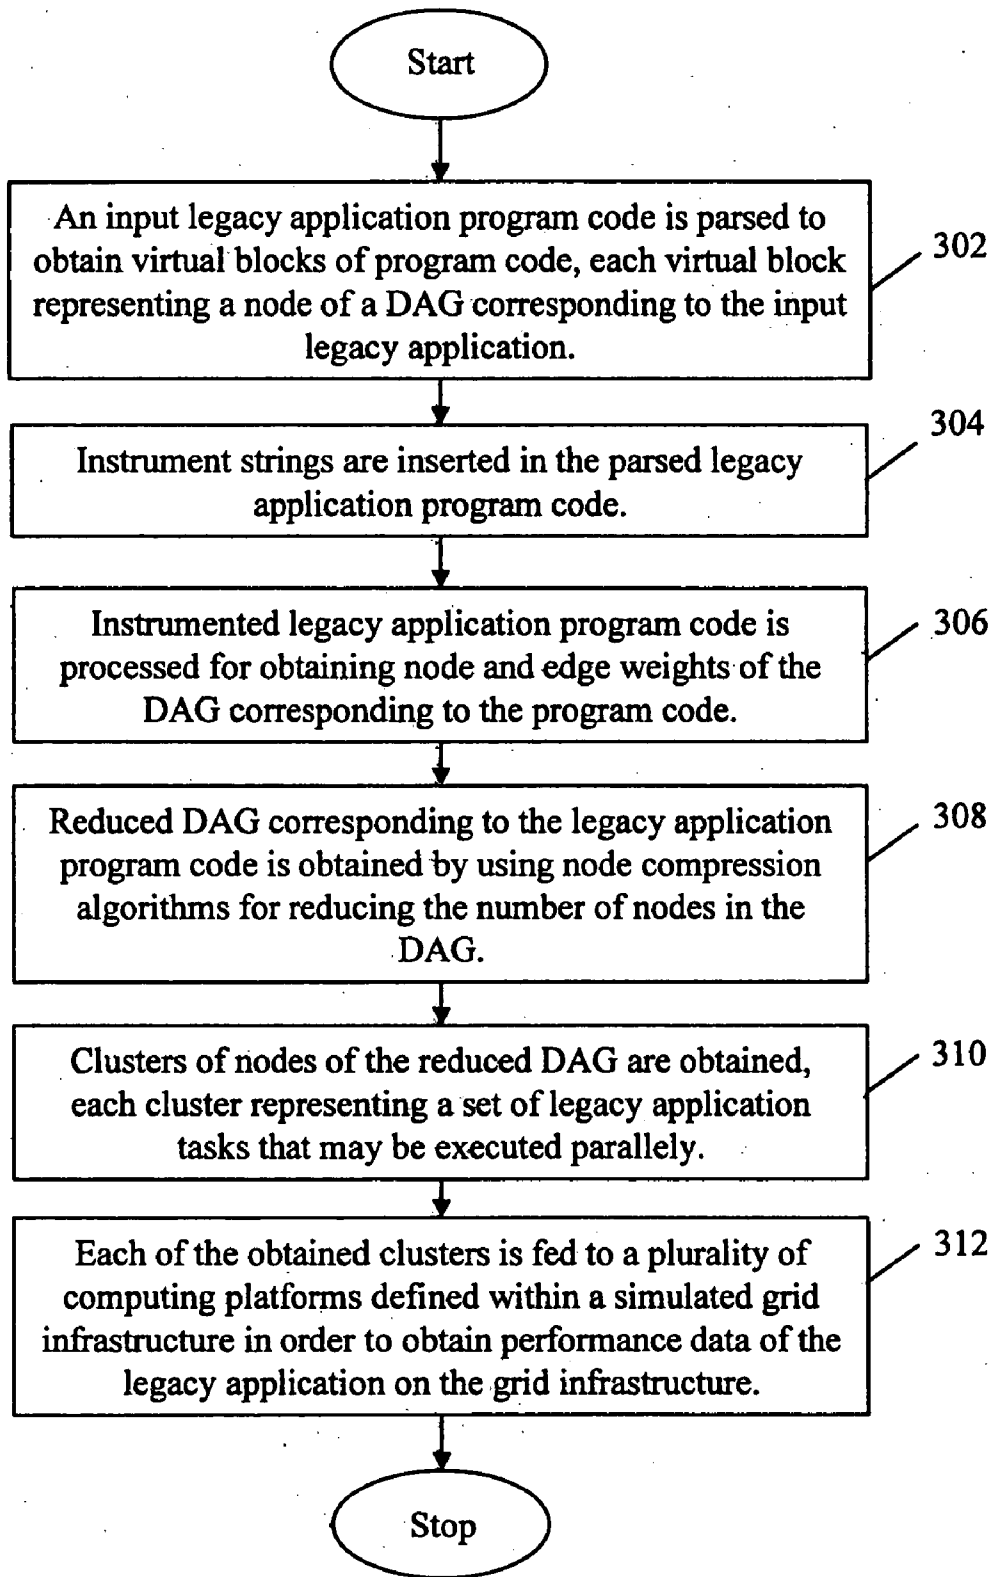 Start
An input legacy application program code is parsed to
obtain virtual blocks of program code, each virtual block
representing a node of a DAG corresponding to the input
legacy application.
302
Instrument strings are inserted in the parsed legacy
application program code.
304
Instrumented legacy application program code is
processed for obtaining node and edge weights of the
DAG corresponding to the program code.
306
Reduced DAG corresponding to the legacy application
program code is obtained by using node compression
algorithms for reducing the number of nodes in the
DAG.
308
Clusters of nodes of the reduced DAG are obtained,
each cluster representing a set of legacy application
tasks that may be executed parallely.
310
Each of the obtained clusters is fed to a plurality of
computing platforms defined within a simulated grid
infrastructure in order to obtain performance data of the
legacy application on the grid infrastructure.
312
Stop